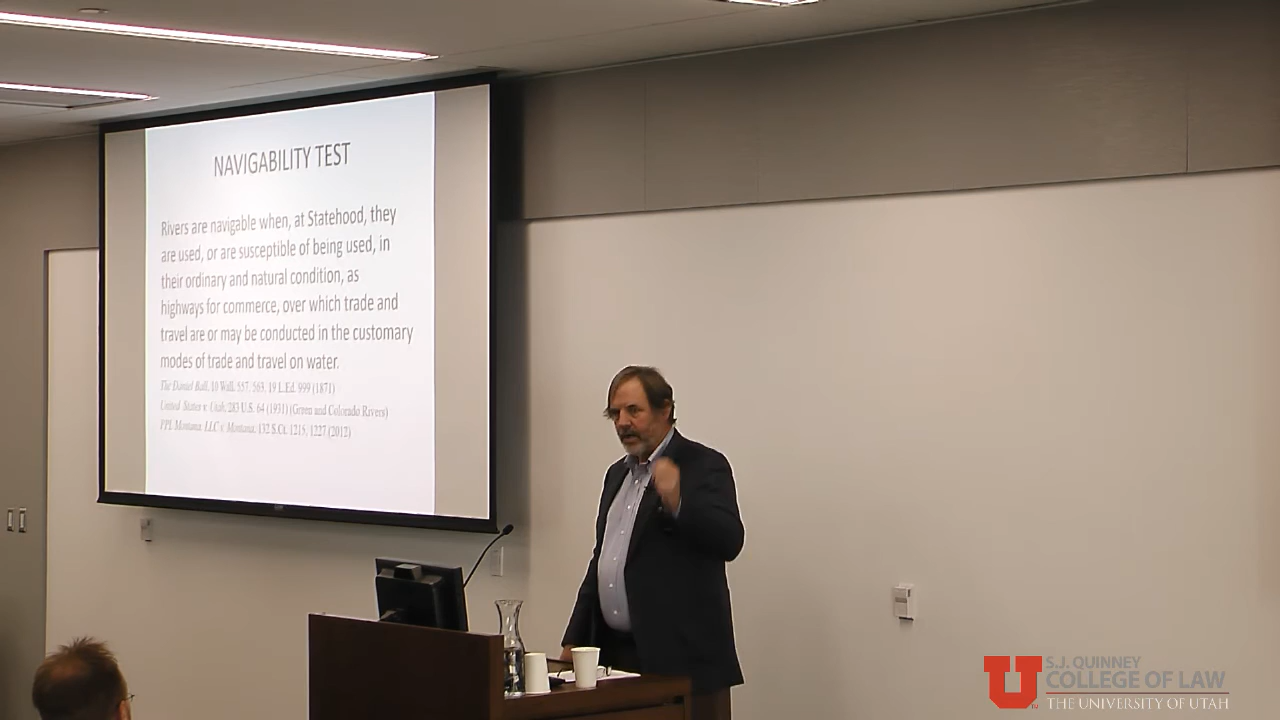 NAVIGABILITY TEST
Rivers are navigable when, at Statehood, they
are used, or are susceptible of being used, in
their ordinary and natural condition, as
highways for commerce, over which trade and
travel are or may be conducted in the customary
modes of trade and travel on water.
The Daniel Ball, 10 Wall. 557, 563, 19 L.Ed. 999 (1871)
United States v. Utah, 283 U.S. 64 (1931) (Green and Colorado Rivers)
PPL Montana, LLC v. Montana, 132 S.Ct. 1215, 1227 (2012)
U
S.J. QUINNEY
COLLEGE OF LAW
THE UNIVERSITY OF UTAH